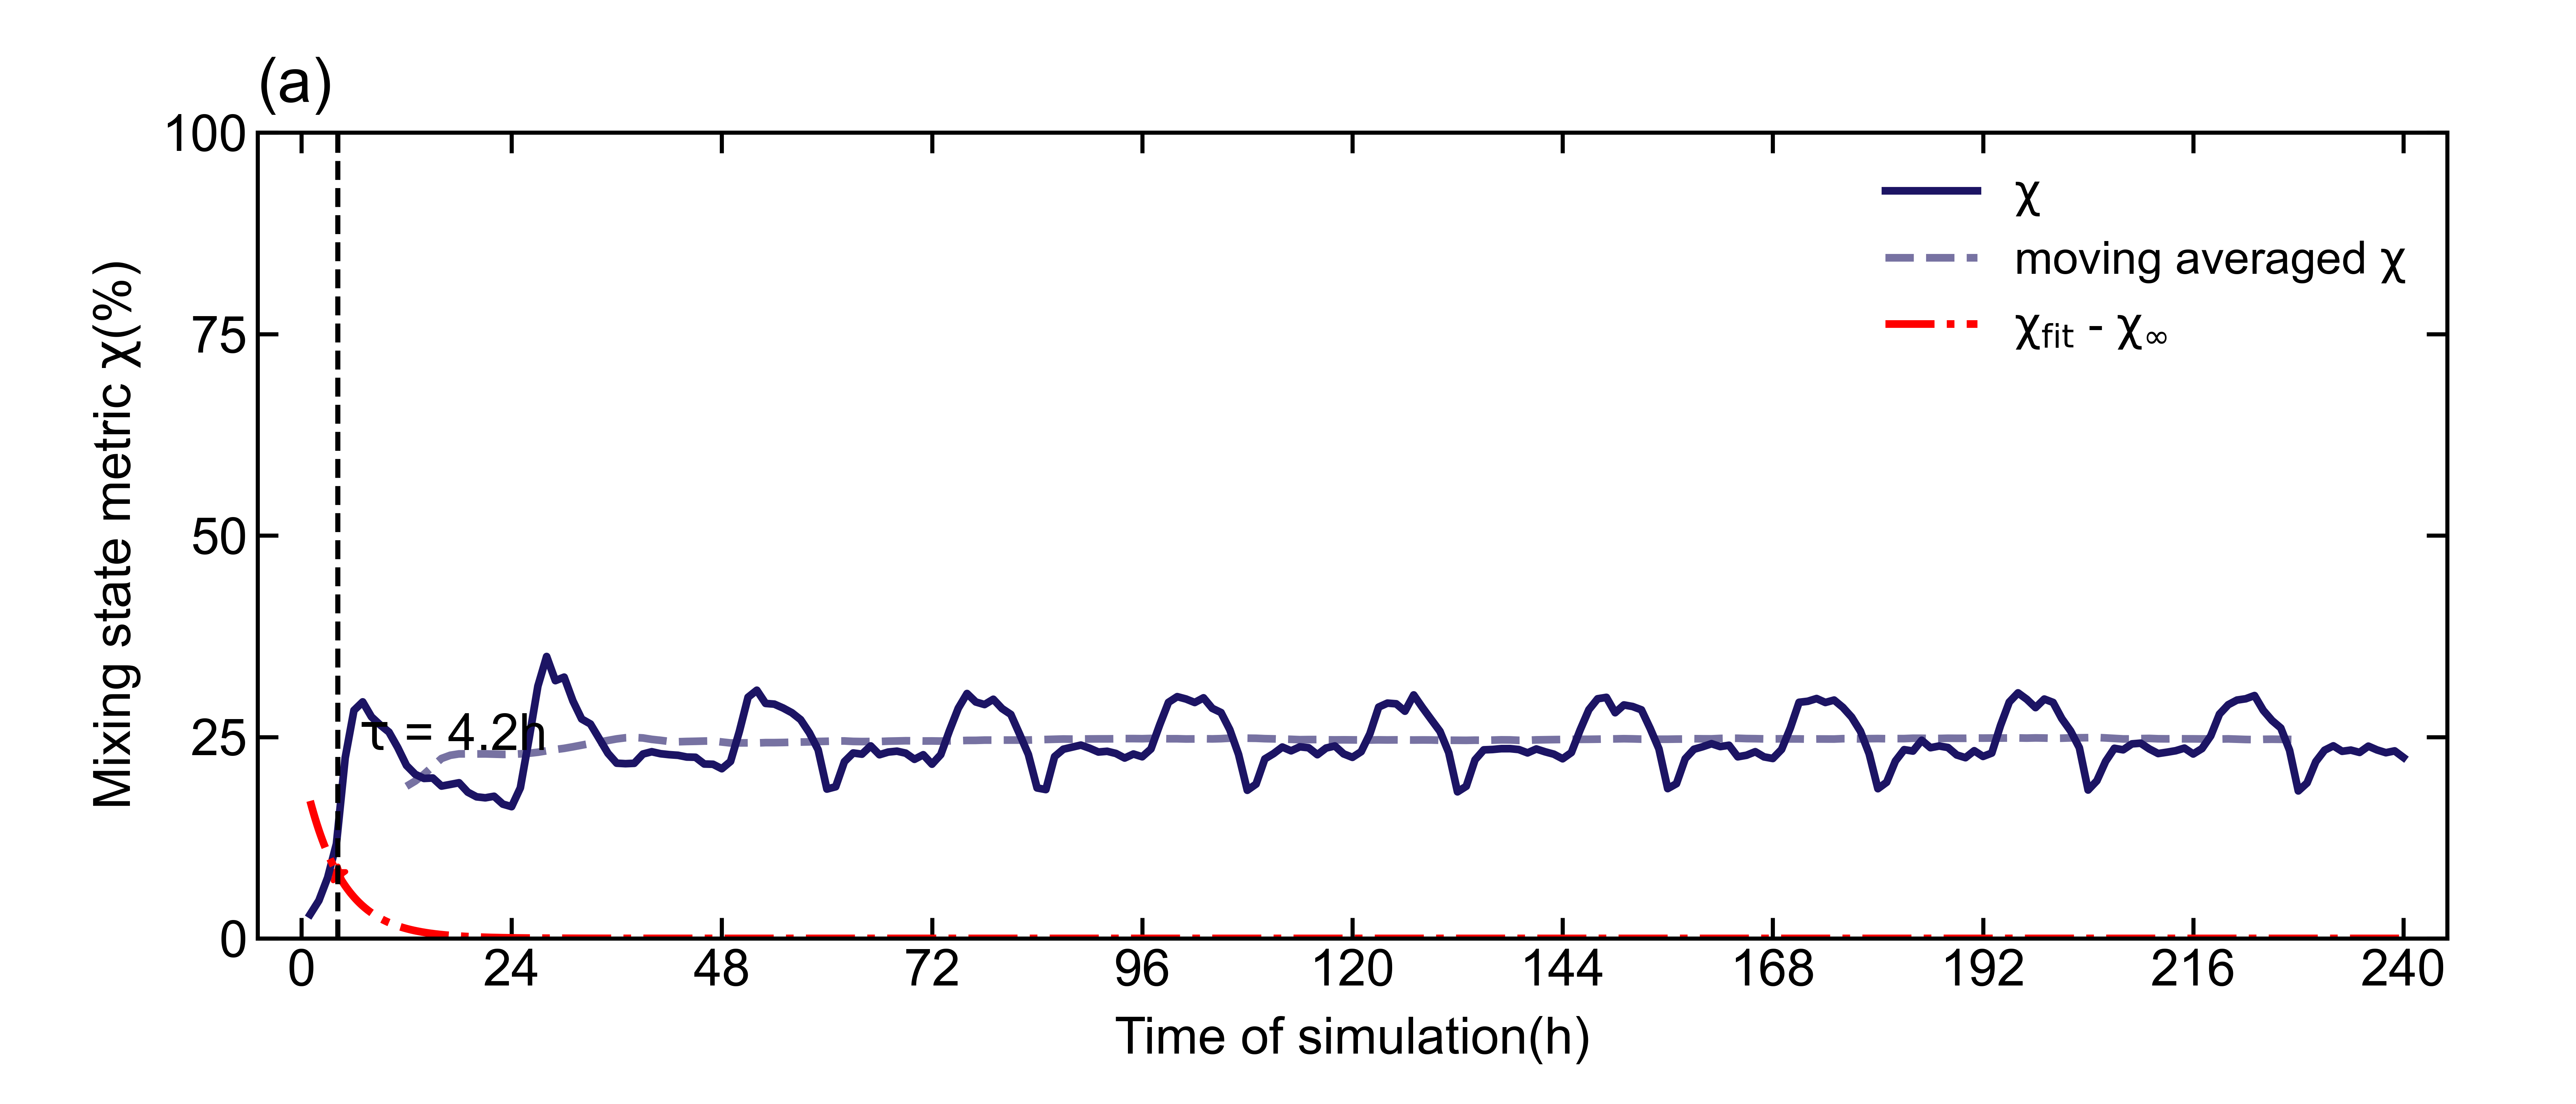 (a)
100
75
50
25
0
Mixing state metric χ(%)
χ
moving averaged χ
χfit - χ∞
τ = 4.2h
0 24 48 72 96 120 144 168 192 216 240
Time of simulation(h)